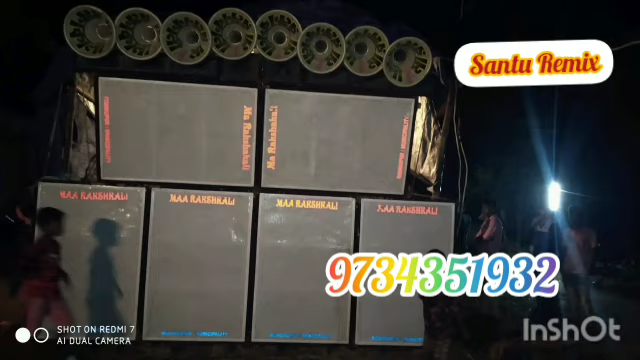 Santu Remix
Ma Rakshakali
Ma Rakshakali
MAA RAKSHKALI
MAA RAKSHKALI
MAA RAKSHKALI
MAA RAKSHKALI
9734351932
SHOT ON REDMI 7
AI DUAL CAMERA
InShOt